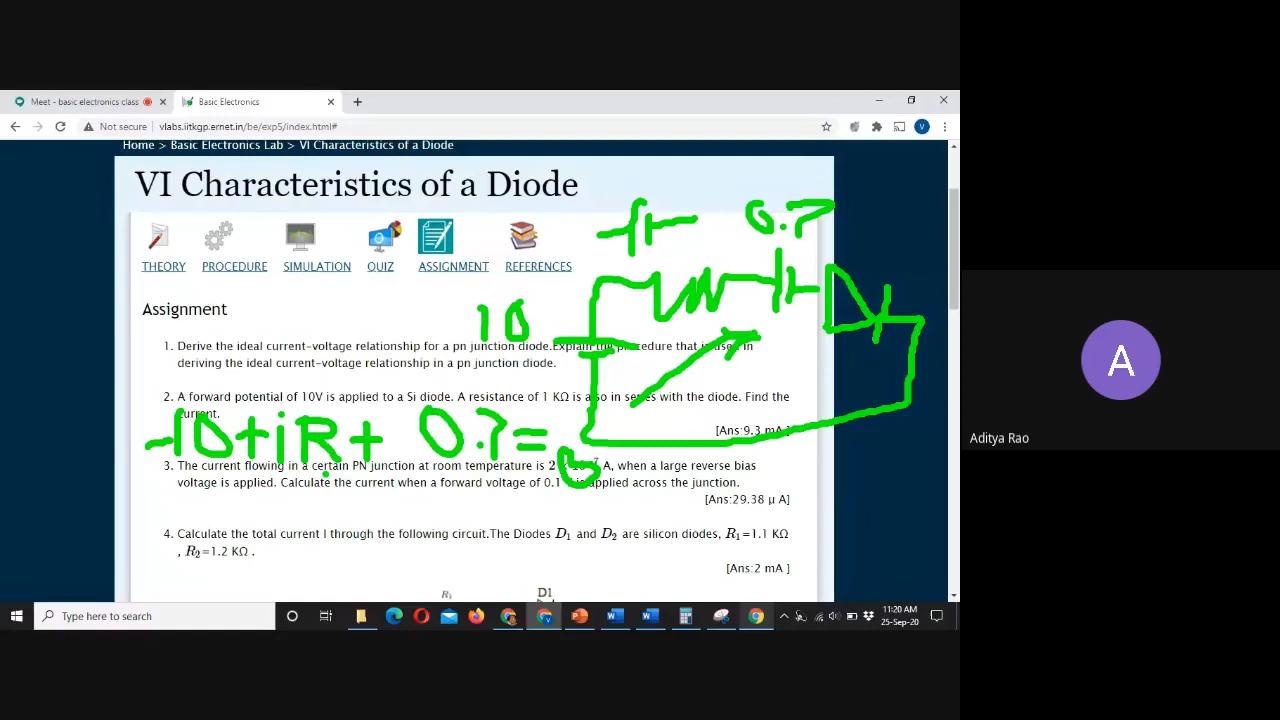 Meet - basic electronics class
Basic Electronics
Not secure
vlabs.iitkgp.ernet.in/be/exp5/index.html#
V
Home > Basic Electronics Lab > VI Characteristics of a Diode
VI Characteristics of a Diode
THEORY PROCEDURE SIMULATION QUIZ ASSIGNMENT REFERENCES
0.7
Assignment
10
1. Derive the ideal current-voltage relationship for a pn junction diode.Explain the procedure that is used in
deriving the ideal current-voltage relationship in a pn junction diode.
2. A forward potential of 10V is applied to a Si diode. A resistance of 1 KΩ is also in series with the diode. Find the
current.
[Ans:9.3 mA ]
-10+iR+ 0.7=0
3. The current flowing in a certain PN junction at room temperature is 2 × 10⁻⁷ A, when a large reverse bias
voltage is applied. Calculate the current when a forward voltage of 0.1 is applied across the junction.
[Ans:29.38 μ A]
4. Calculate the total current I through the following circuit.The Diodes D₁ and D₂ are silicon diodes, R₁=1.1 KΩ
, R₂=1.2 KΩ .
[Ans:2 mA ]
D1
Type here to search
11:20 AM
25-Sep-20
A
Aditya Rao